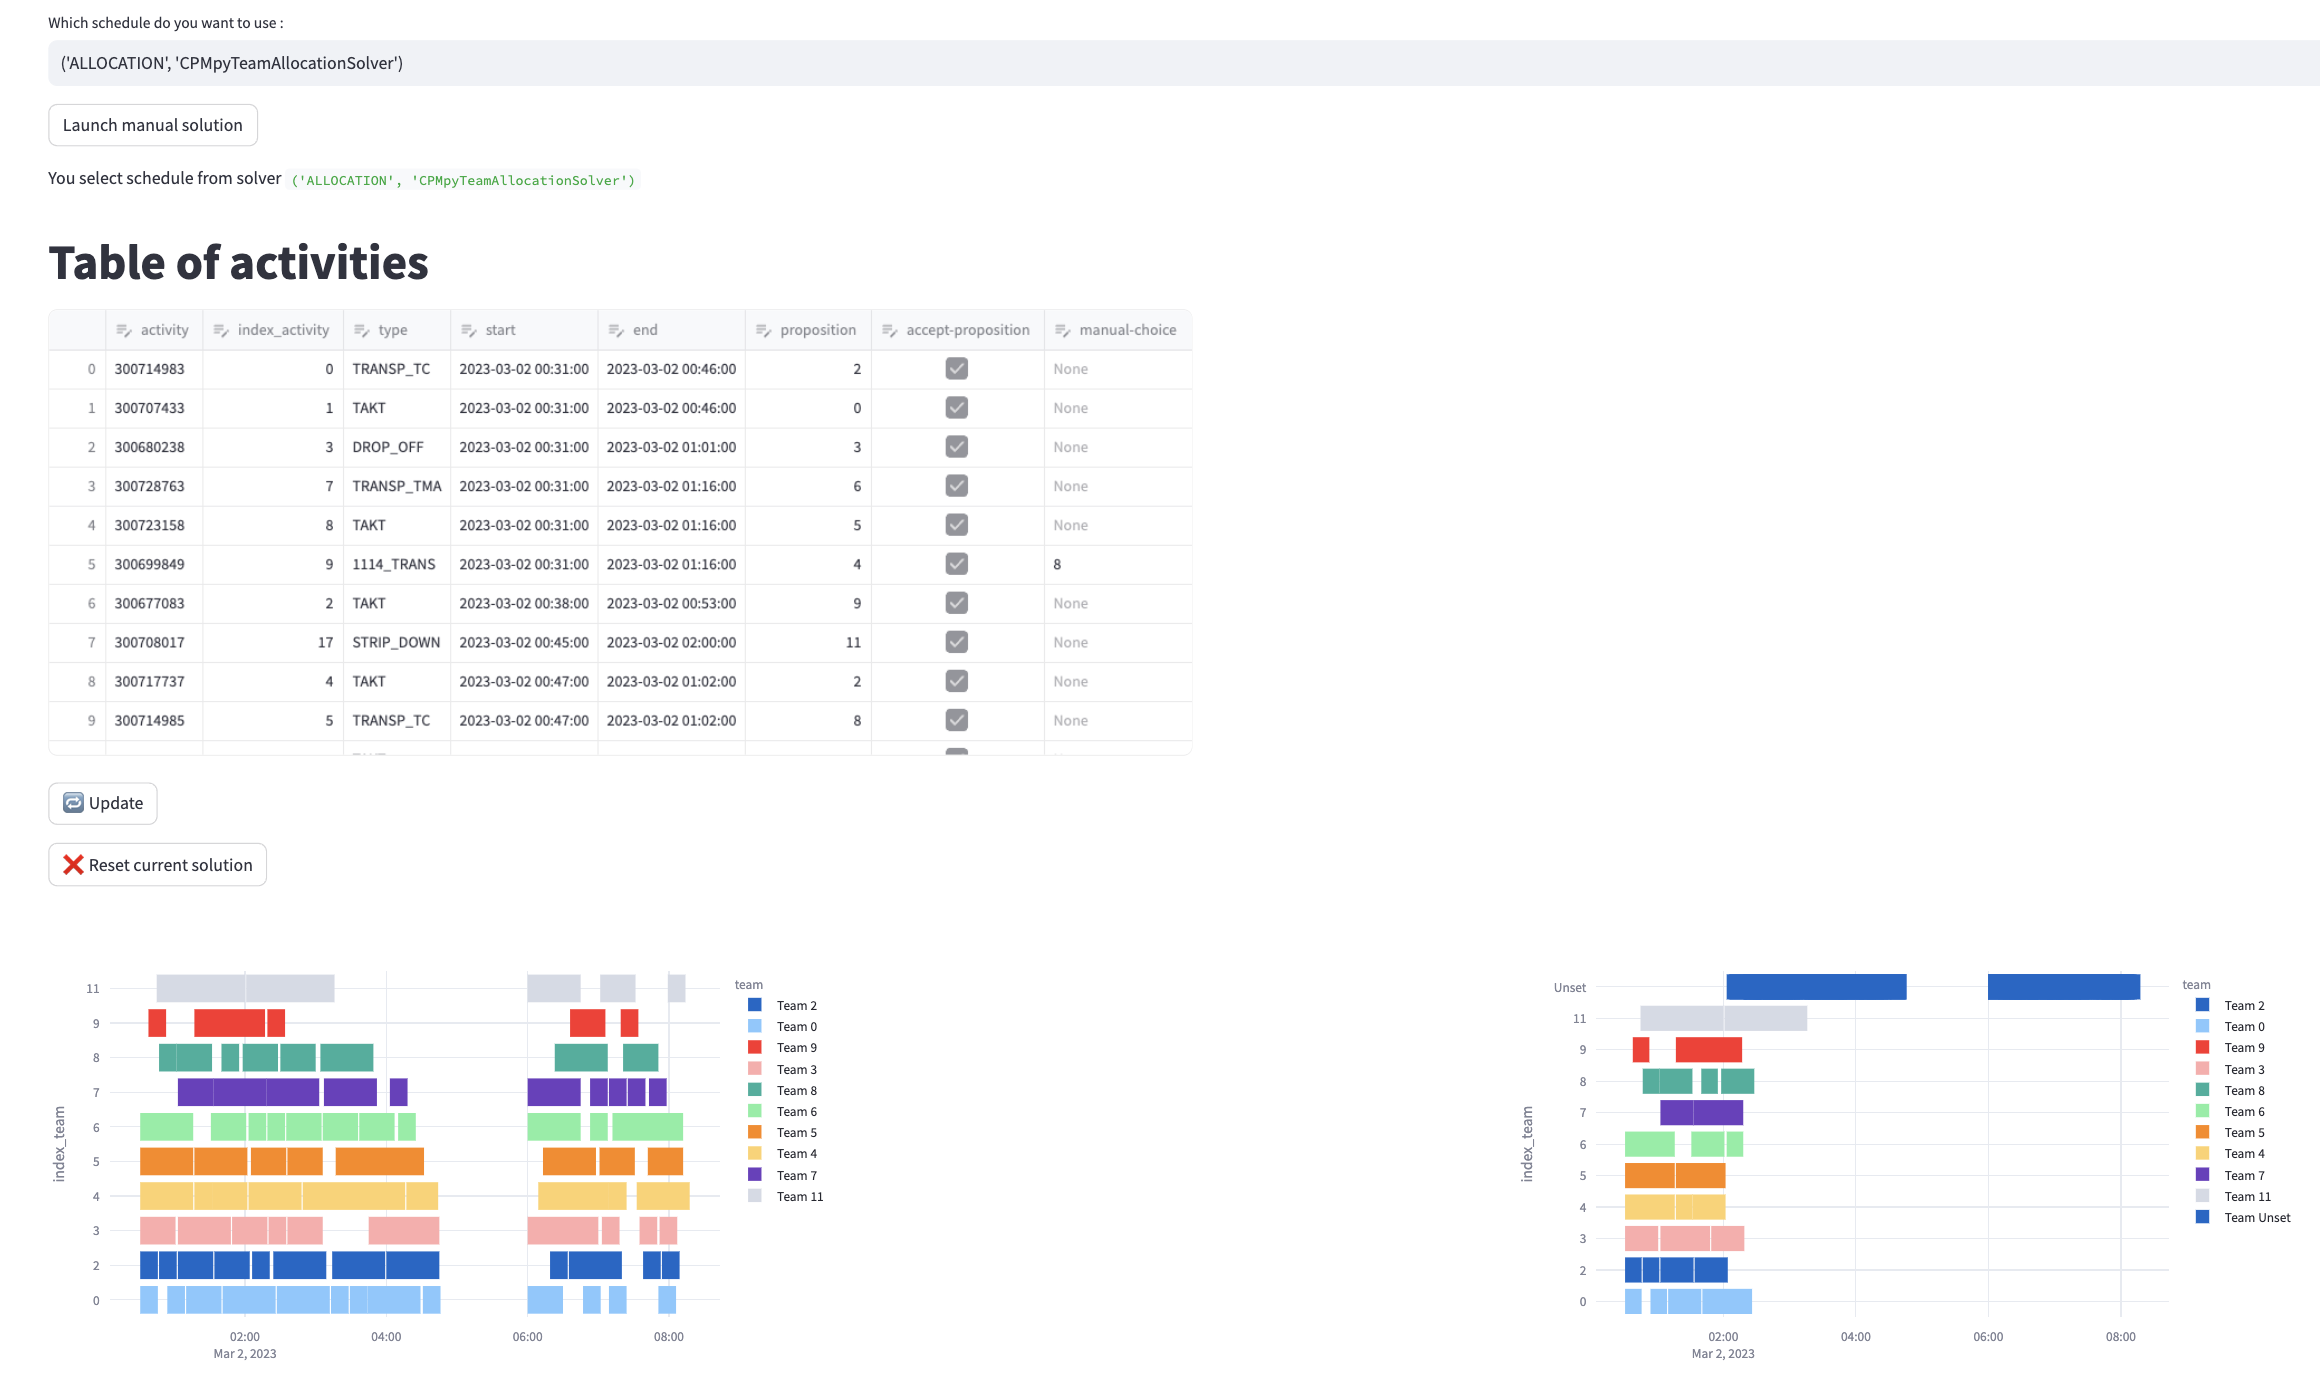 Which schedule do you want to use :
('ALLOCATION', 'CPMpyTeamAllocationSolver')
Launch manual solution
You select schedule from solver ('ALLOCATION', 'CPMpyTeamAllocationSolver')
Table of activities
activity index_activity type start end proposition accept-proposition manual-choice
0 300714983 0 TRANSP_TC 2023-03-02 00:31:00 2023-03-02 00:46:00 2 None
1 300707433 1 TAKT 2023-03-02 00:31:00 2023-03-02 00:46:00 0 None
2 300680238 3 DROP_OFF 2023-03-02 00:31:00 2023-03-02 01:01:00 3 None
3 300728763 7 TRANSP_TMA 2023-03-02 00:31:00 2023-03-02 01:16:00 6 None
4 300723158 8 TAKT 2023-03-02 00:31:00 2023-03-02 01:16:00 5 None
5 300699849 9 1114_TRANS 2023-03-02 00:31:00 2023-03-02 01:16:00 4 8
6 300677083 2 TAKT 2023-03-02 00:38:00 2023-03-02 00:53:00 9 None
7 300708017 17 STRIP_DOWN 2023-03-02 00:45:00 2023-03-02 02:00:00 11 None
8 300717737 4 TAKT 2023-03-02 00:47:00 2023-03-02 01:02:00 2 None
9 300714985 5 TRANSP_TC 2023-03-02 00:47:00 2023-03-02 01:02:00 8 None
Update
Reset current solution
index_team
11
9
8
7
6
5
4
3
2
0
02:00 04:00 06:00 08:00
Mar 2, 2023
team
Team 2
Team 0
Team 9
Team 3
Team 8
Team 6
Team 5
Team 4
Team 7
Team 11
index_team
Unset
11
9
8
7
6
5
4
3
2
0
02:00 04:00 06:00 08:00
Mar 2, 2023
team
Team 2
Team 0
Team 9
Team 3
Team 8
Team 6
Team 5
Team 4
Team 7
Team 11
Team Unset